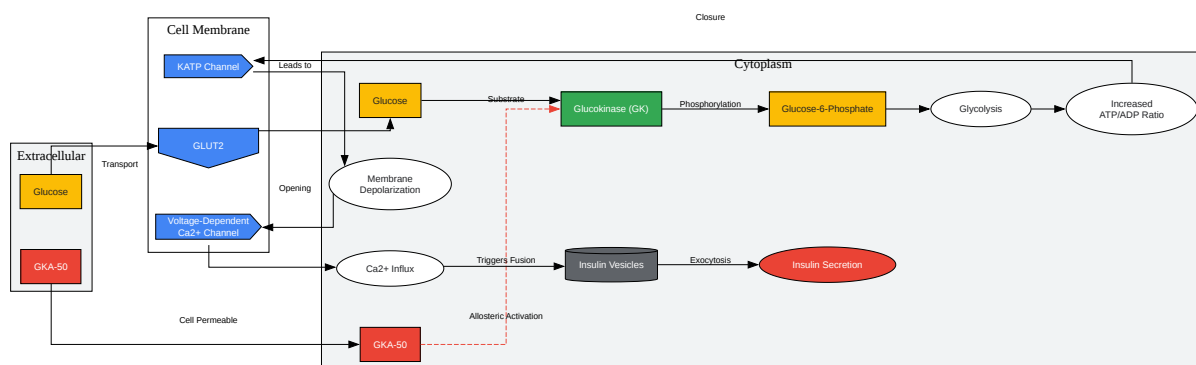 Closure
Cell Membrane
KATP Channel
Leads to
Cytoplasm
Glucose
Substrate
Glucokinase (GK)
Phosphorylation
Glucose-6-Phosphate
Glycolysis
Increased
ATP/ADP Ratio
GLUT2
Extracellular
Transport
Glucose
Opening
Membrane
Depolarization
Voltage-Dependent
Ca2+ Channel
GKA-50
Ca2+ Influx
Triggers Fusion
Insulin Vesicles
Exocytosis
Insulin Secretion
Cell Permeable
Allosteric Activation
GKA-50